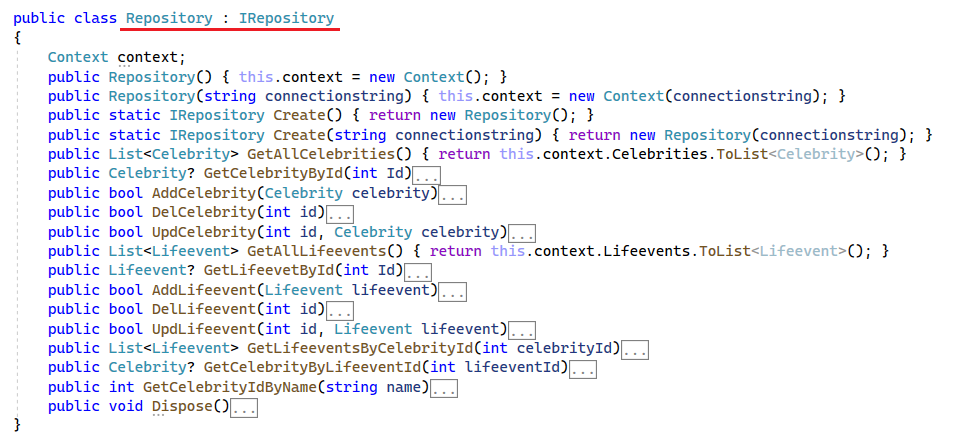 public class Repository : IRepository
{
Context context;
public Repository() { this.context = new Context(); }
public Repository(string connectionstring) { this.context = new Context(connectionstring); }
public static IRepository Create() { return new Repository(); }
public static IRepository Create(string connectionstring) { return new Repository(connectionstring); }
public List<Celebrity> GetAllCelebrities() { return this.context.Celebrities.ToList<Celebrity>(); }
public Celebrity? GetCelebrityById(int Id)...
public bool AddCelebrity(Celebrity celebrity)...
public bool DelCelebrity(int id)...
public bool UpdCelebrity(int id, Celebrity celebrity)...
public List<Lifeevent> GetAllLifeevents() { return this.context.Lifeevents.ToList<Lifeevent>(); }
public Lifeevent? GetLifeevetById(int Id)...
public bool AddLifeevent(Lifeevent lifeevent)...
public bool DelLifeevent(int id)...
public bool UpdLifeevent(int id, Lifeevent lifeevent)...
public List<Lifeevent> GetLifeeventsByCelebrityId(int celebrityId)...
public Celebrity? GetCelebrityByLifeeventId(int lifeeventId)...
public int GetCelebrityIdByName(string name)...
public void Dispose()...
}